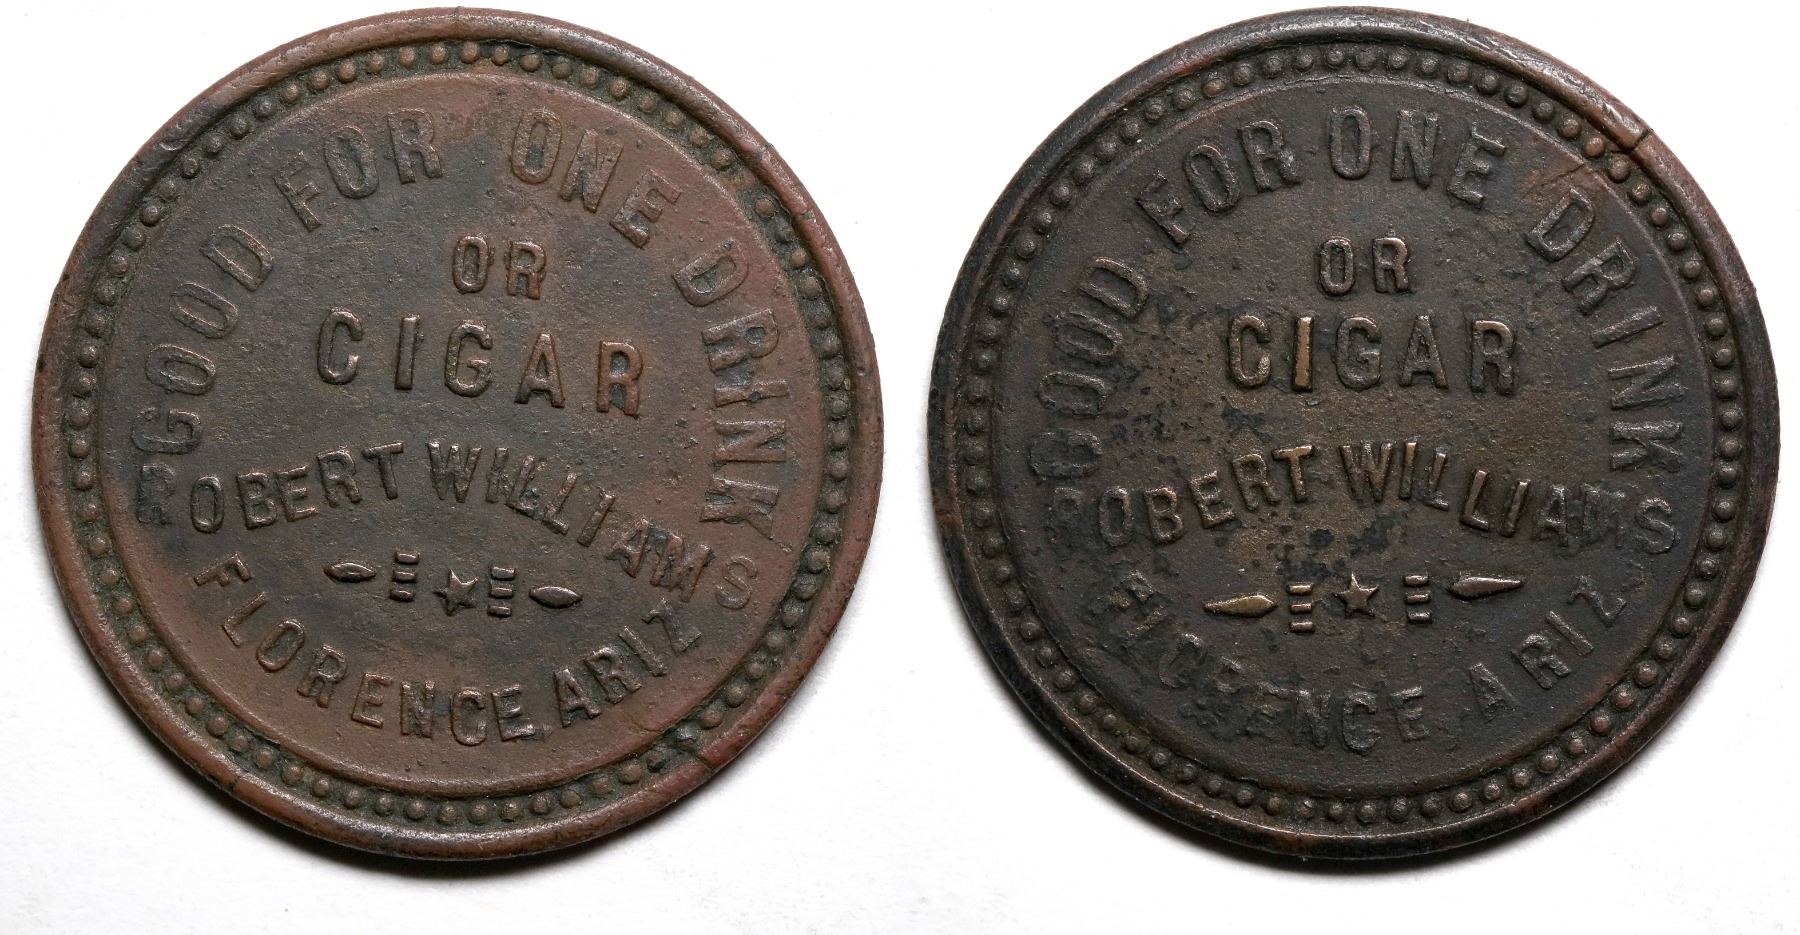 GOOD FOR ONE DRINK
OR
CIGAR
ROBERT WILLIAMS
FLORENCE, ARIZ
GOOD FOR ONE DRINK
OR
CIGAR
ROBERT WILLIAMS
FLORENCE ARIZ